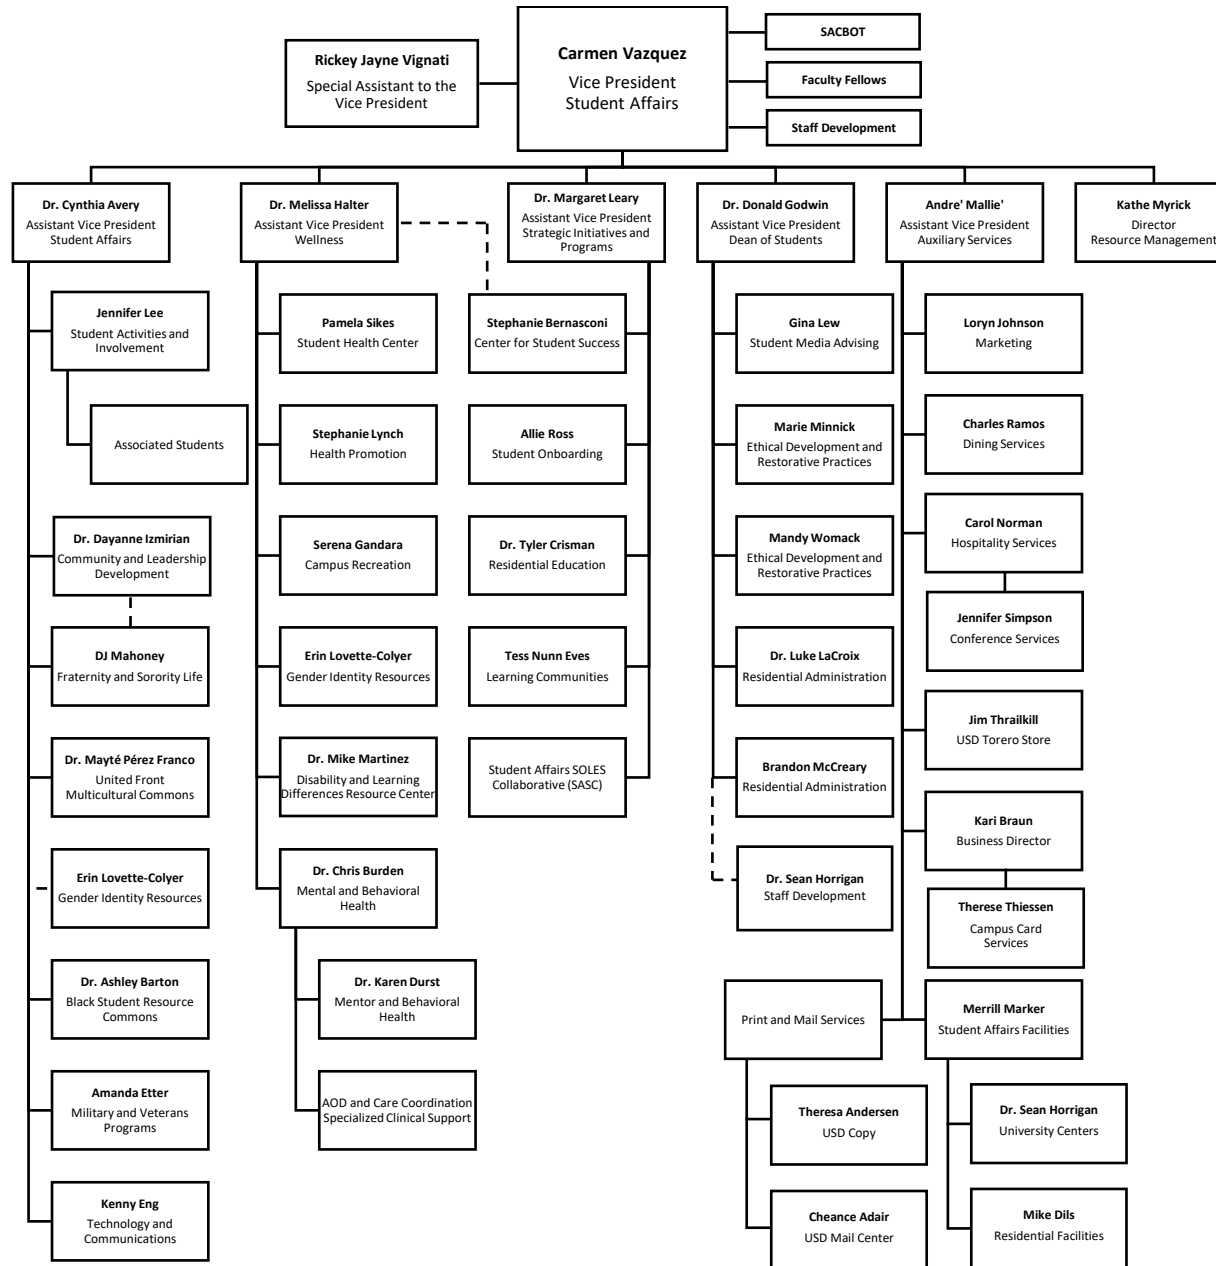 SACBOT
Rickey Jayne Vignati
Special Assistant to the
Vice President
Carmen Vazquez
Vice President
Student Affairs
Faculty Fellows
Staff Development
Dr. Cynthia Avery
Assistant Vice President
Student Affairs
Dr. Melissa Halter
Assistant Vice President
Wellness
Dr. Margaret Leary
Assistant Vice President
Strategic Initiatives and
Programs
Dr. Donald Godwin
Assistant Vice President
Dean of Students
Andre' Mallie'
Assistant Vice President
Auxiliary Services
Kathe Myrick
Director
Resource Management
Jennifer Lee
Student Activities and
Involvement
Associated Students
Dr. Dayanne Izmirian
Community and Leadership
Development
DJ Mahoney
Fraternity and Sorority Life
Dr. Mayté Pérez Franco
United Front
Multicultural Commons
Erin Lovette-Colyer
Gender Identity Resources
Dr. Ashley Barton
Black Student Resource
Commons
Amanda Etter
Military and Veterans
Programs
Kenny Eng
Technology and
Communications
Pamela Sikes
Student Health Center
Stephanie Lynch
Health Promotion
Serena Gandara
Campus Recreation
Erin Lovette-Colyer
Gender Identity Resources
Dr. Mike Martinez
Disability and Learning
Differences Resource Center
Dr. Chris Burden
Mental and Behavioral
Health
Dr. Karen Durst
Mentor and Behavioral
Health
AOD and Care Coordination
Specialized Clinical Support
Stephanie Bernasconi
Center for Student Success
Allie Ross
Student Onboarding
Dr. Tyler Crisman
Residential Education
Tess Nunn Eves
Learning Communities
Student Affairs SOLES
Collaborative (SASC)
Gina Lew
Student Media Advising
Marie Minnick
Ethical Development and
Restorative Practices
Mandy Womack
Ethical Development and
Restorative Practices
Dr. Luke LaCroix
Residential Administration
Brandon McCreary
Residential Administration
Dr. Sean Horrigan
Staff Development
Loryn Johnson
Marketing
Charles Ramos
Dining Services
Carol Norman
Hospitality Services
Jennifer Simpson
Conference Services
Jim Thrailkill
USD Torero Store
Kari Braun
Business Director
Therese Thiessen
Campus Card
Services
Print and Mail Services
Theresa Andersen
USD Copy
Cheance Adair
USD Mail Center
Merrill Marker
Student Affairs Facilities
Dr. Sean Horrigan
University Centers
Mike Dils
Residential Facilities